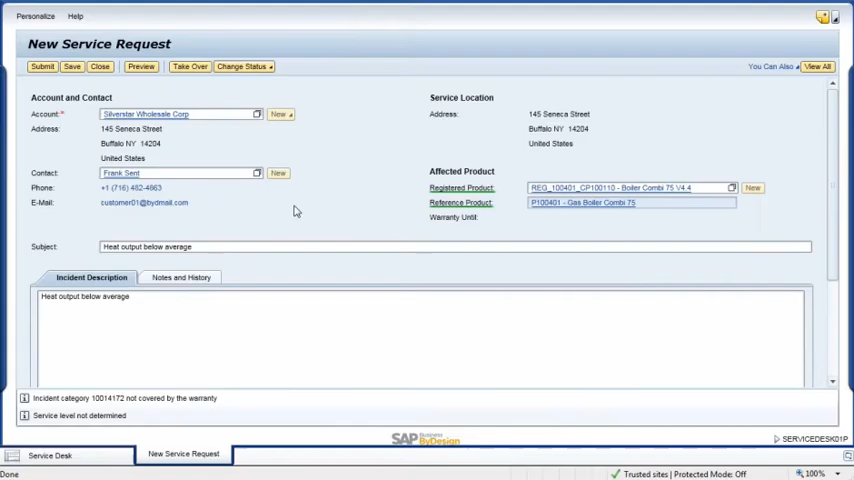 Personalize Help
New Service Request
Submit Save Close Preview Take Over Change Status You Can Also View All
Account and Contact Service Location
Account:* Silverstar Wholesale Corp New Address: 145 Seneca Street
Address: 145 Seneca Street Buffalo NY 14204
Buffalo NY 14204 United States
United States
Contact: Frank Sent New Affected Product
Phone: +1 (716) 482-4863 Registered Product: REG_100401_CP100110 - Boiler Combi 75 V4.4 New
E-Mail: customer01@bydmail.com Reference Product: P100401 - Gas Boiler Combi 75
Warranty Until:
Subject: Heat output below average
Incident Description Notes and History
Heat output below average
Incident category 10014172 not covered by the warranty
Service level not determined
SAP Business ByDesign SERVICEDESK01P
Service Desk New Service Request
Done Trusted sites | Protected Mode: Off 100%